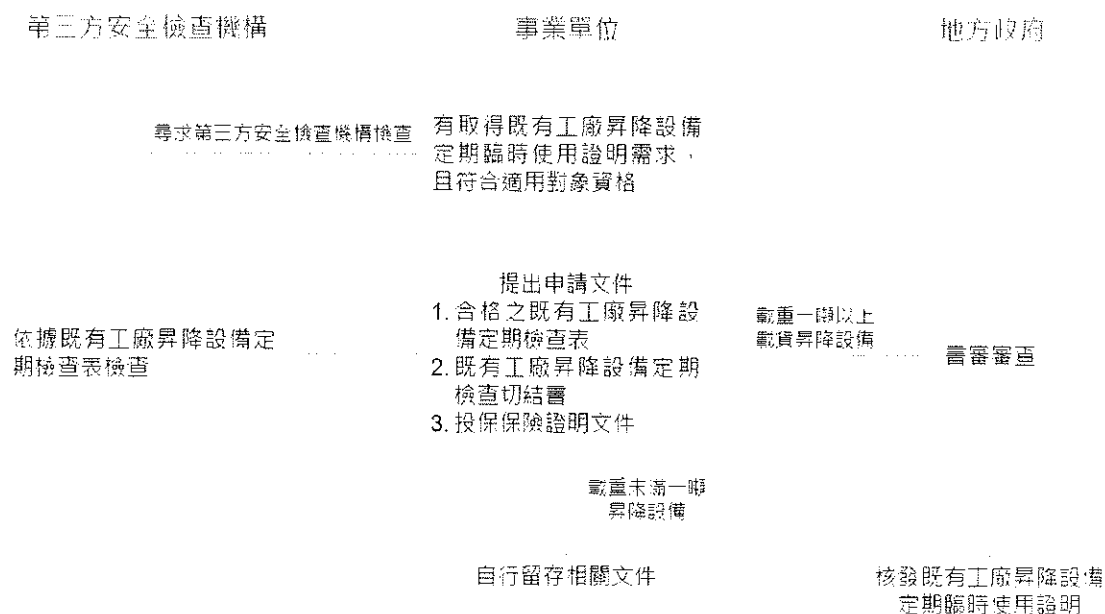 第三方安全檢查機構
事業單位
地方政府
尋求第三方安全檢查機構檢查
有取得既有工廠昇降設備
定期臨時使用證明需求，
且符合適用對象資格
提出申請文件
1. 合格之既有工廠昇降設
備定期檢查表
2. 既有工廠昇降設備定期
檢查切結書
3. 投保保險證明文件
依據既有工廠昇降設備定
期檢查表檢查
載重一噸以上
載貨昇降設備
書審審查
載重未滿一噸
昇降設備
自行留存相關文件
核發既有工廠昇降設備
定期臨時使用證明